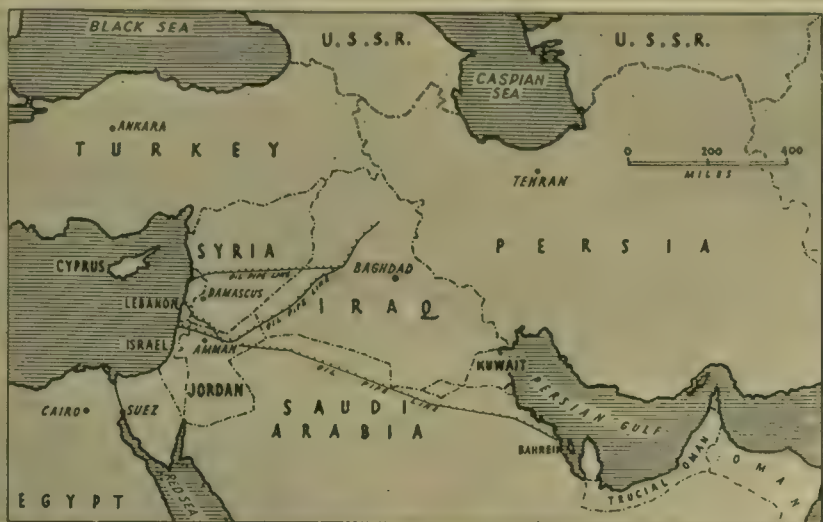 BLACK SEA
U. S. S. R.
U. S. S. R.
CASPIAN
SEA
ANKARA
TURKEY
0 200 400
MILES
TEHRAN
SYRIA
PERSIA
CYPRUS
OIL PIPE LINE
BAGHDAD
LEBANON
DAMASCUS
OIL PIPE LINE
IRAQ
ISRAEL
AMMAN
KUWAIT
JORDAN
OIL PIPE LINE
PERSIAN GULF
CAIRO
SUEZ
SAUDI
ARABIA
BAHREIN
TRUCIAL OMAN
OMAN
EGYPT
RED SEA